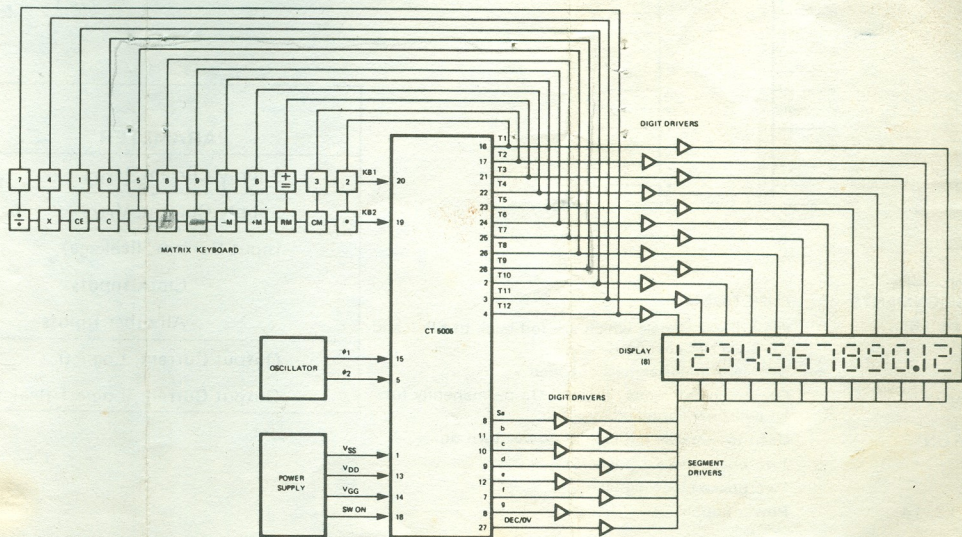 DIGIT DRIVERS
T1
16
T2
17
T3
21
T4
22
T5
23
T6
24
T7
25
T8
26
T9
28
T10
2
T11
3
T12
4
7 4 1 0 5 8 9 6 + = 3 2 KB1 20
÷ X CE C -M +M RM CM • KB2 19
MATRIX KEYBOARD
CT 5005
OSCILLATOR
φ1 15
φ2 5
POWER SUPPLY
VSS 1
VDD 13
VGG 14
SW ON 18
DISPLAY
(8)
1234567890.12
DIGIT DRIVERS
Sa
8
b
11
c
10
d
9
e
12
f
7
g
DEC/OV
27
SEGMENT
DRIVERS